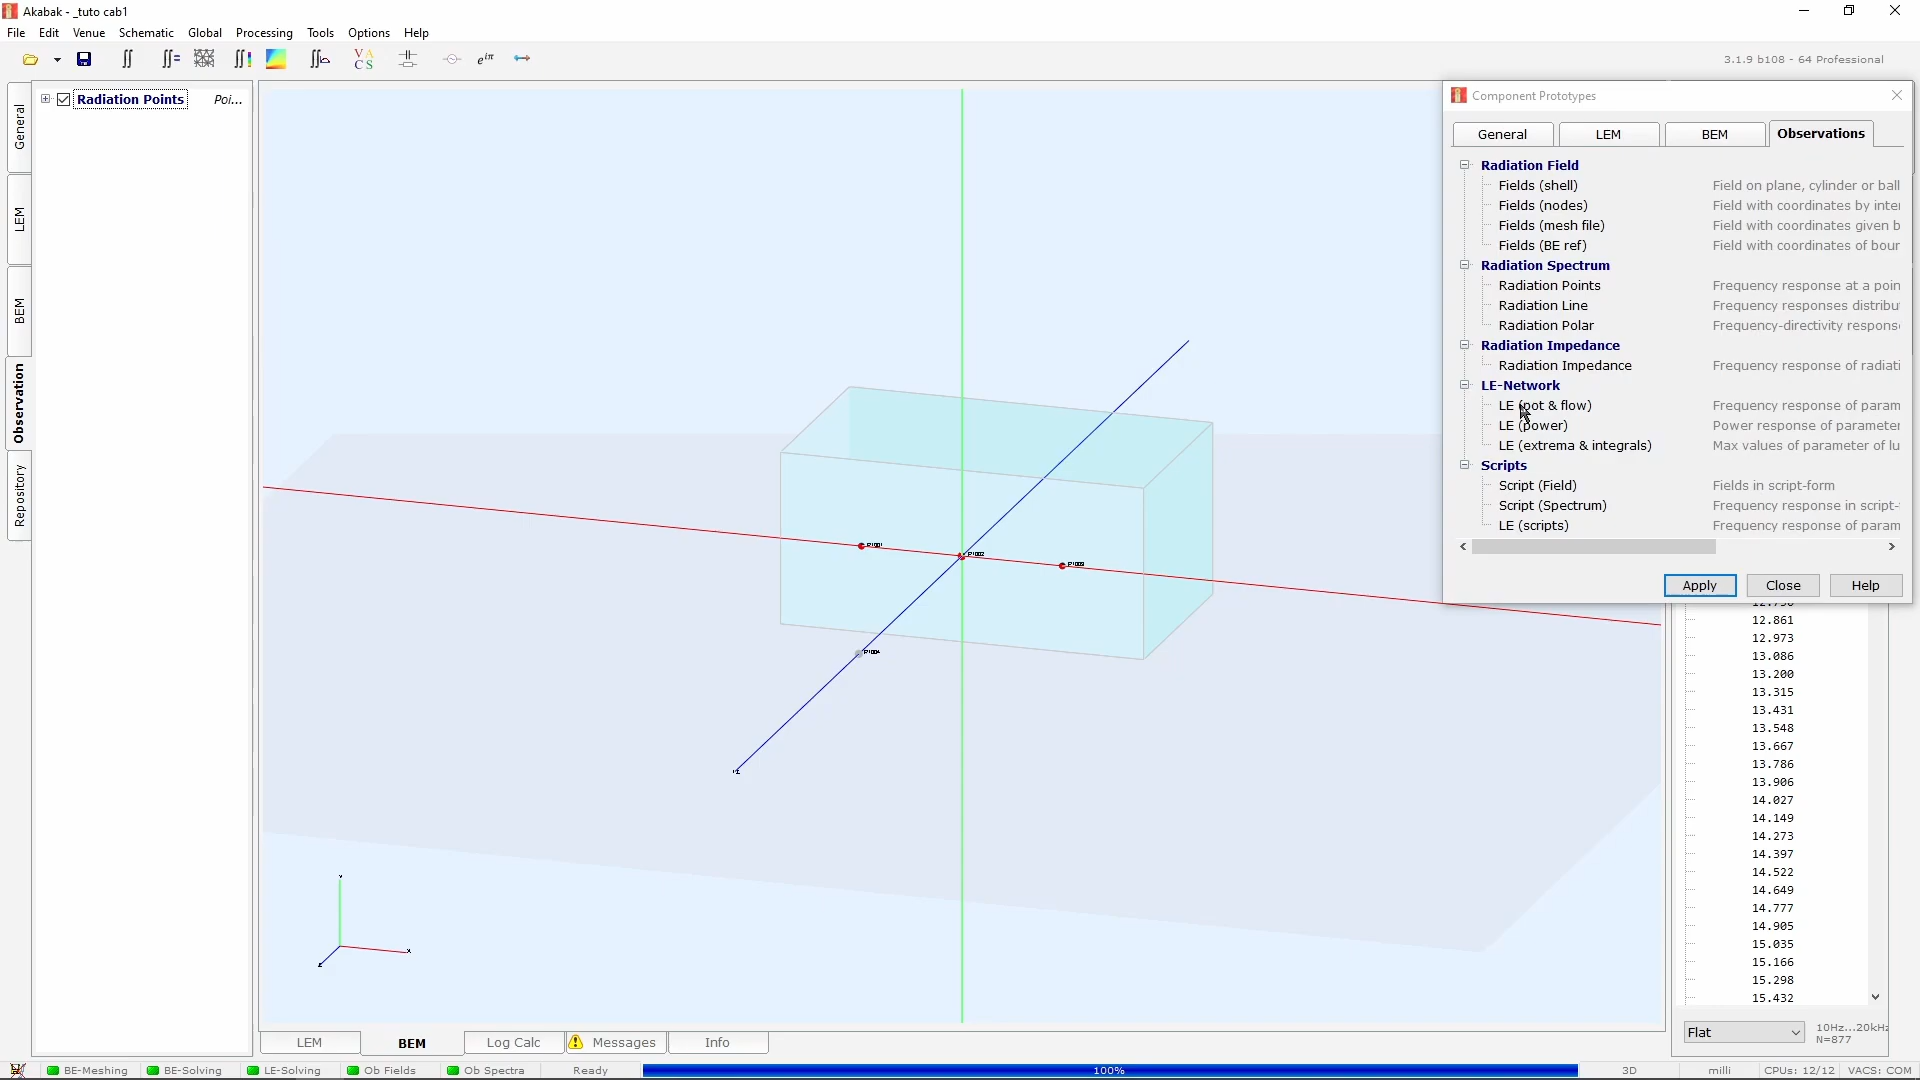 Akabak - _tuto cab1
File Edit Venue Schematic Global Processing Tools Options Help
VACS
e^iπ
3.1.9 b108 - 64 Professional
General
LEM
BEM
Observation
Repository
Radiation Points Poi...
P1001
P1002
P1003
P1004
Component Prototypes
General LEM BEM Observations
Radiation Field
Fields (shell) Field on plane, cylinder or ball
Fields (nodes) Field with coordinates by inter
Fields (mesh file) Field with coordinates given b
Fields (BE ref) Field with coordinates of bour
Radiation Spectrum
Radiation Points Frequency response at a poin
Radiation Line Frequency responses distribu
Radiation Polar Frequency-directivity response
Radiation Impedance
Radiation Impedance Frequency response of radiati
LE-Network
LE (pot & flow) Frequency response of param
LE (power) Power response of parameter
LE (extrema & integrals) Max values of parameter of lu
Scripts
Script (Field) Fields in script-form
Script (Spectrum) Frequency response in script-
LE (scripts) Frequency response of param
Apply Close Help
12.861
12.973
13.086
13.200
13.315
13.431
13.548
13.667
13.786
13.906
14.027
14.149
14.273
14.397
14.522
14.649
14.777
14.905
15.035
15.166
15.298
15.432
Flat
10Hz...20kHz
N=877
LEM BEM Log Calc Messages Info
BE-Meshing BE-Solving LE-Solving Ob Fields Ob Spectra Ready 100% 3D milli CPUs: 12/12 VACS: COM